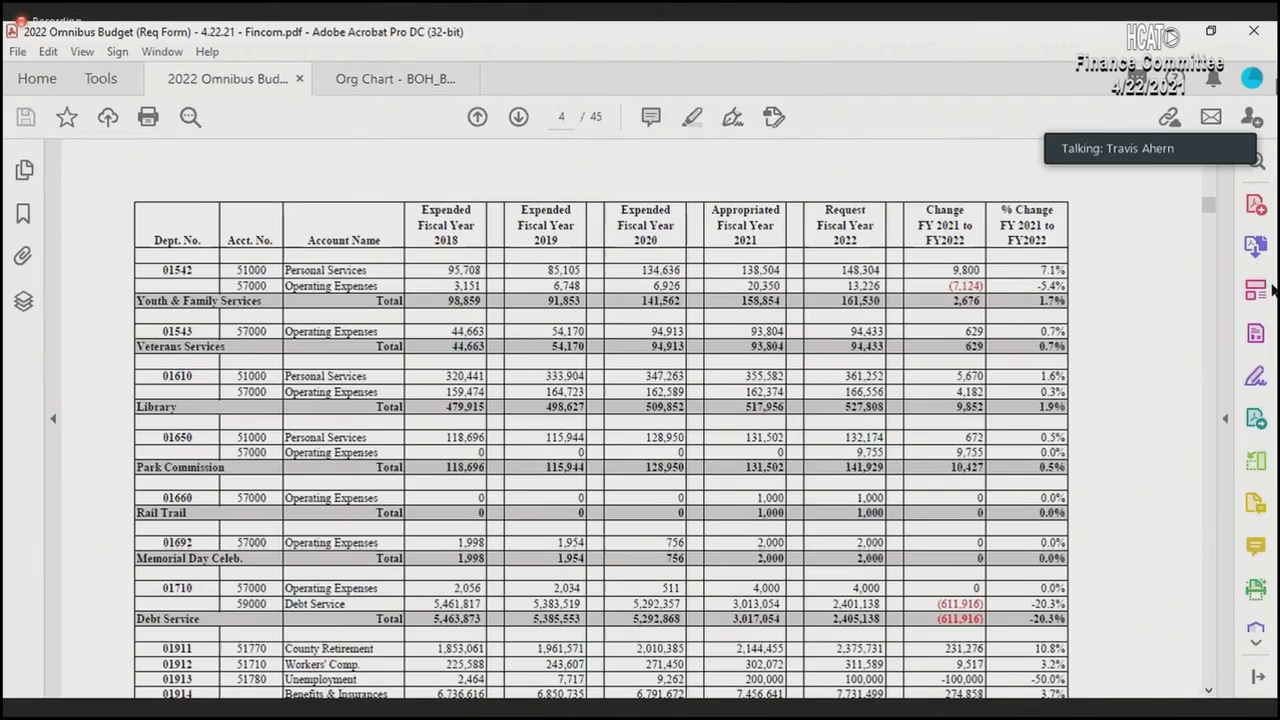 Recording
2022 Omnibus Budget (Req Form) - 4.22.21 - Fincom.pdf - Adobe Acrobat Pro DC (32-bit)
HCAT
File Edit View Window Help
Finance Committee
Home Tools 2022 Omnibus Bud... × Org Chart - BOH_B...
4/22/2021
4 / 45
Talking: Travis Ahern
Expended Expended Expended Appropriated Request Change % Change
Fiscal Year Fiscal Year Fiscal Year Fiscal Year Fiscal Year FY 2021 to FY 2021 to
Dept. No. Acct. No. Account Name 2018 2019 2020 2021 2022 FY2022 FY2022
01542 51000 Personal Services 95,708 85,105 134,636 138,504 148,304 9,800 7.1%
57000 Operating Expenses 3,151 6,748 6,926 20,350 13,226 (7,124) -5.4%
Youth & Family Services Total 98,859 91,853 141,562 158,854 161,530 2,676 1.7%
01543 57000 Operating Expenses 44,663 54,170 94,913 93,804 94,433 629 0.7%
Veterans Services Total 44,663 54,170 94,913 93,804 94,433 629 0.7%
01610 51000 Personal Services 320,441 333,904 347,263 355,582 361,252 5,670 1.6%
57000 Operating Expenses 159,474 164,723 162,589 162,374 166,556 4,182 0.3%
Library Total 479,915 498,627 509,852 517,956 527,808 9,852 1.9%
01650 51000 Personal Services 118,696 115,944 128,950 131,502 132,174 672 0.5%
57000 Operating Expenses 0 0 0 0 9,755 9,755 0.0%
Park Commission Total 118,696 115,944 128,950 131,502 141,929 10,427 0.5%
01660 57000 Operating Expenses 0 0 0 1,000 1,000 0 0.0%
Rail Trail Total 0 0 0 1,000 1,000 0 0.0%
01692 57000 Operating Expenses 1,998 1,954 756 2,000 2,000 0 0.0%
Memorial Day Celeb. Total 1,998 1,954 756 2,000 2,000 0 0.0%
01710 57000 Operating Expenses 2,056 2,034 511 4,000 4,000 0 0.0%
59000 Debt Service 5,461,817 5,383,519 5,292,357 3,013,054 2,401,138 (611,916) -20.3%
Debt Service Total 5,463,873 5,385,553 5,292,868 3,017,054 2,405,138 (611,916) -20.3%
01911 51770 County Retirement 1,853,061 1,961,571 2,010,385 2,144,455 2,375,731 231,276 10.8%
01912 51710 Workers' Comp. 225,588 243,607 271,450 302,072 311,589 9,517 3.2%
01913 51780 Unemployment 2,464 7,717 9,262 200,000 100,000 -100,000 -50.0%
01914 Benefits & Insurances 6,736,616 6,850,735 6,791,672 7,456,641 7,731,499 274,858 3.7%